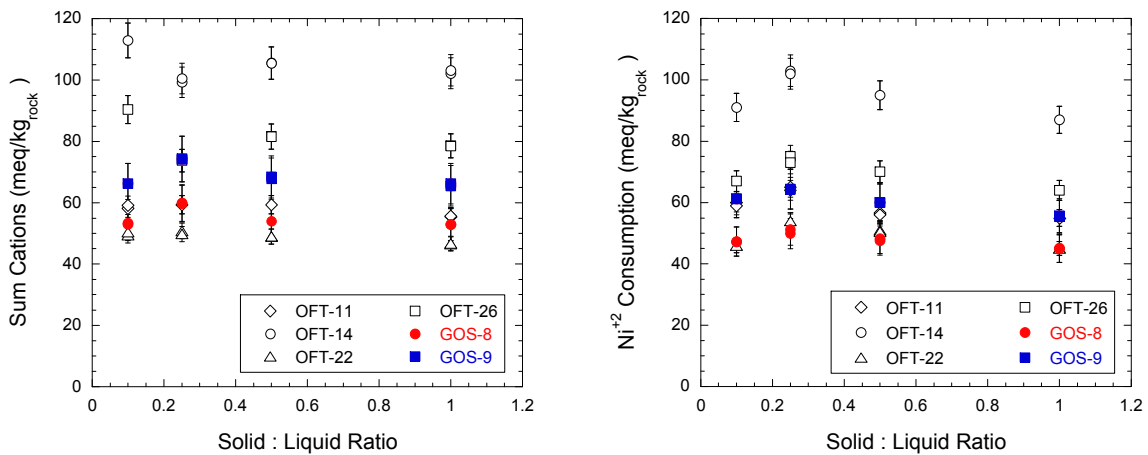 Sum Cations (meq/kg_rock)
120
100
80
60
40
20
0
OFT-11
OFT-14
OFT-22
OFT-26
GOS-8
GOS-9
0 0.2 0.4 0.6 0.8 1 1.2
Solid : Liquid Ratio
Ni+2 Consumption (meq/kg_rock)
120
100
80
60
40
20
0
OFT-11
OFT-14
OFT-22
OFT-26
GOS-8
GOS-9
0 0.2 0.4 0.6 0.8 1 1.2
Solid : Liquid Ratio